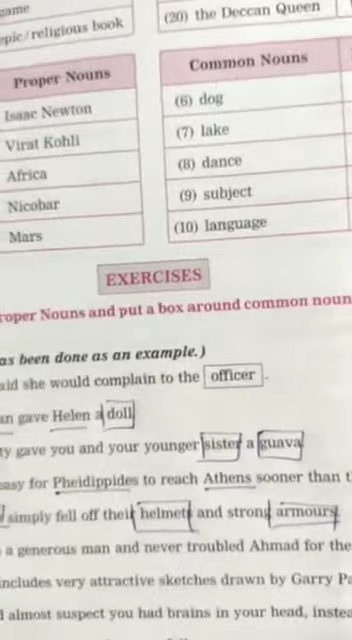 game
epic/religious book
(20) the Deccan Queen
Proper Nouns
Isaac Newton
Virat Kohli
Africa
Nicobar
Mars
Common Nouns
(6) dog
(7) lake
(8) dance
(9) subject
(10) language
EXERCISES
roper Nouns and put a box around common noun
as been done as an example.)
aid she would complain to the officer .
an gave Helen a doll
ty gave you and your younger sister a guava
easy for Pheidippides to reach Athens sooner than t
simply fell off their helmets and strong armours
a generous man and never troubled Ahmad for the
includes very attractive sketches drawn by Garry Pa
almost suspect you had brains in your head, instea